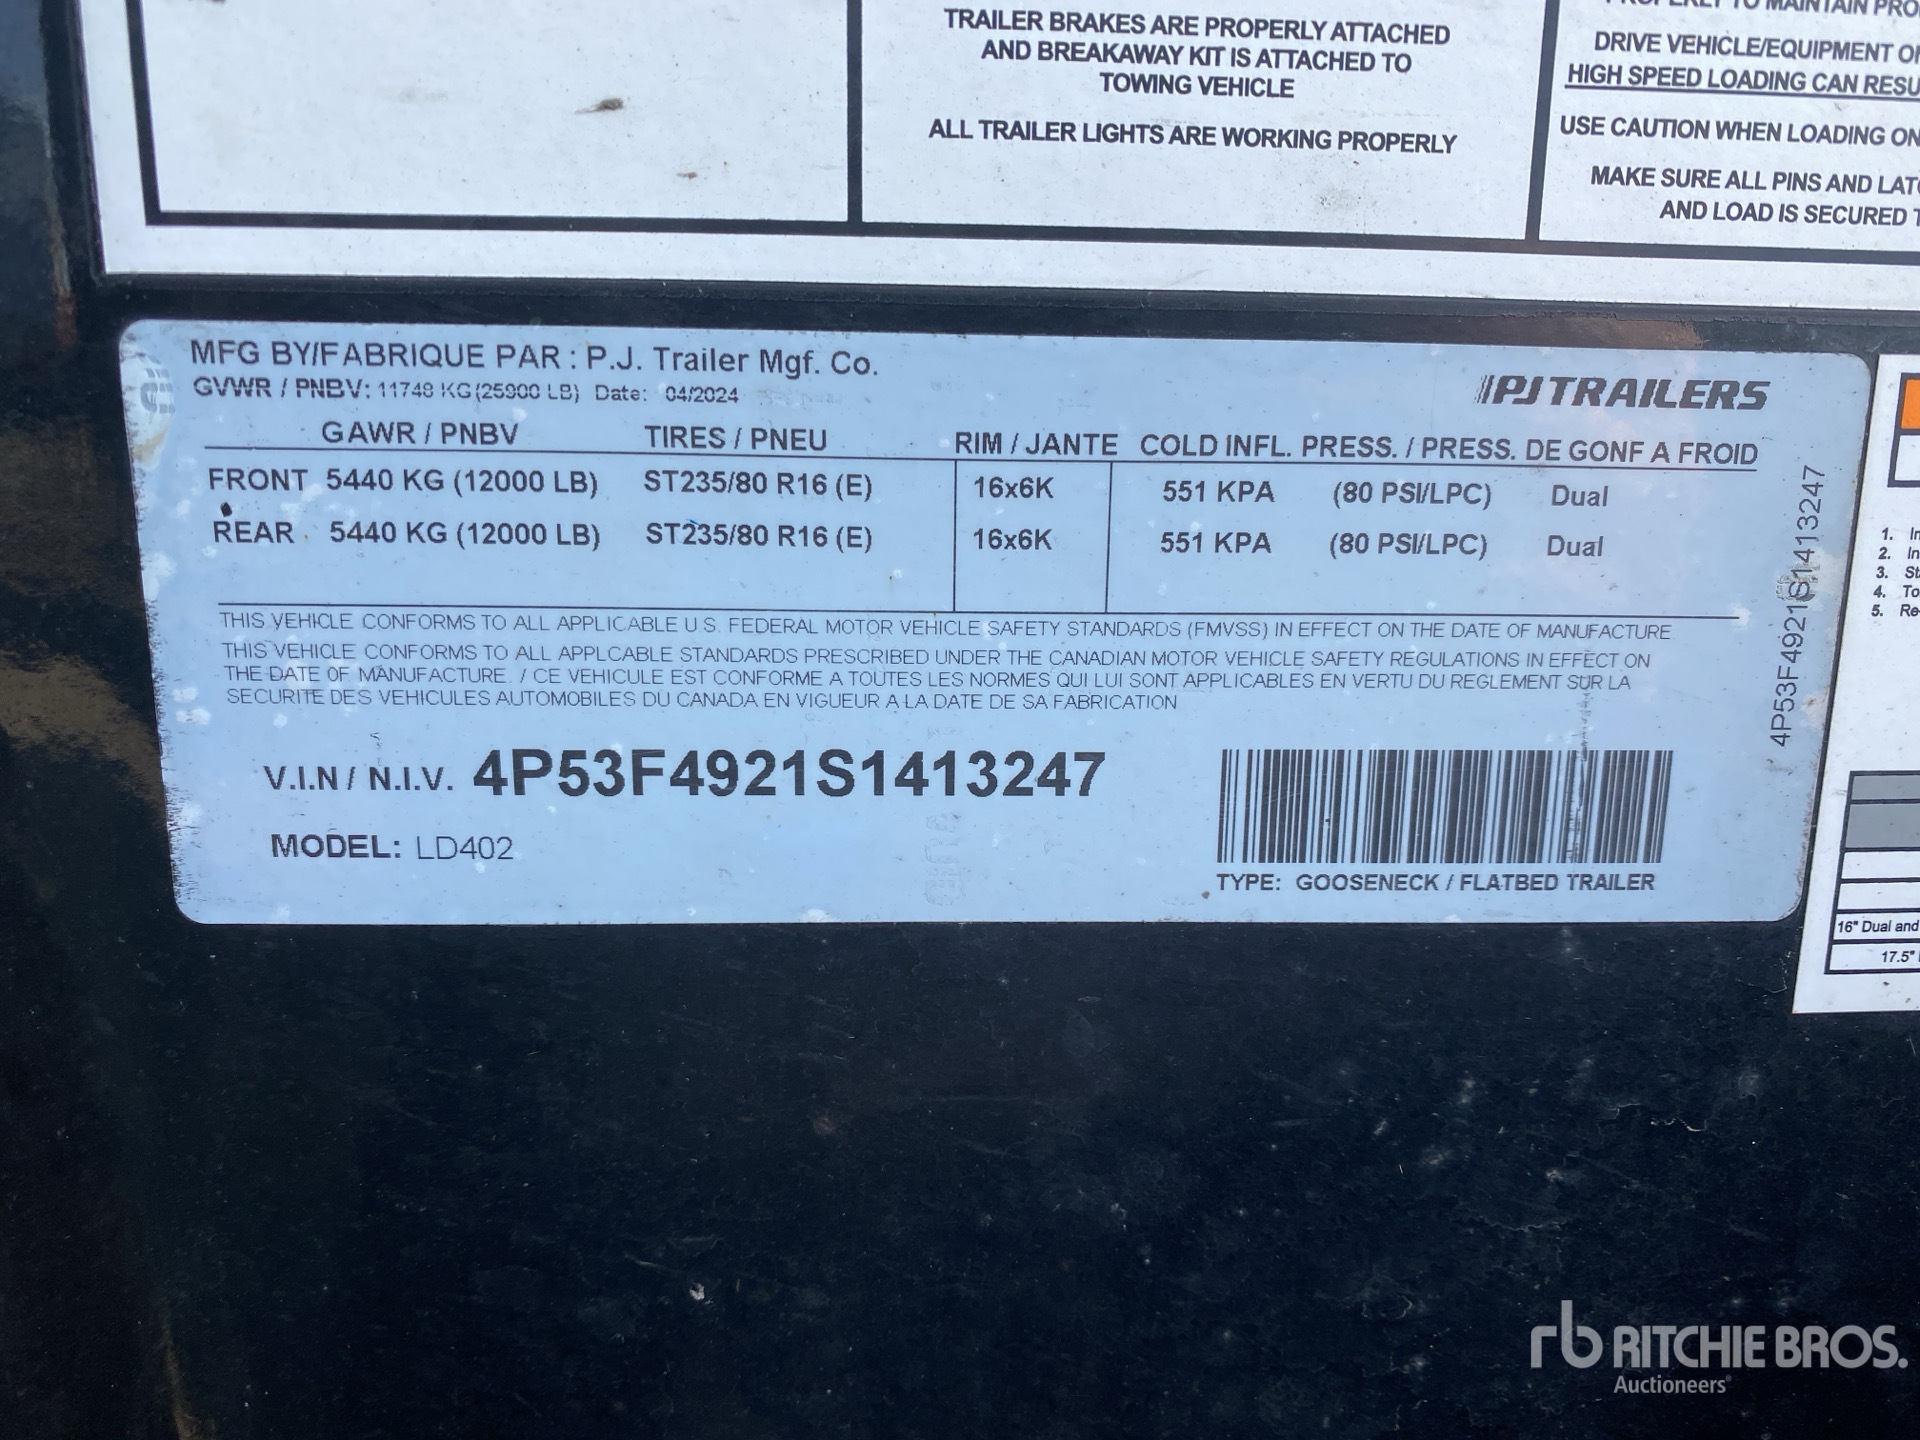 TRAILER BRAKES ARE PROPERLY ATTACHED
AND BREAKAWAY KIT IS ATTACHED TO
TOWING VEHICLE
ALL TRAILER LIGHTS ARE WORKING PROPERLY
TO MAINTAIN
DRIVE VEHICLE/EQUIPMENT
HIGH SPEED LOADING CAN
USE CAUTION WHEN LOADING ON
MAKE SURE ALL PINS AND
AND LOAD IS SECURED
MFG BY/FABRIQUE PAR : P.J. Trailer Mgf. Co.
GVWR / PNBV: 11748 KG(25900 LB) Date: 04/2024
PJ TRAILERS
GAWR / PNBV TIRES / PNEU RIM / JANTE COLD INFL. PRESS. / PRESS. DE GONF A FROID
FRONT 5440 KG (12000 LB) ST235/80 R16 (E) 16x6K 551 KPA (80 PSI/LPC) Dual
REAR 5440 KG (12000 LB) ST235/80 R16 (E) 16x6K 551 KPA (80 PSI/LPC) Dual
THIS VEHICLE CONFORMS TO ALL APPLICABLE U.S. FEDERAL MOTOR VEHICLE SAFETY STANDARDS (FMVSS) IN EFFECT ON THE DATE OF MANUFACTURE
THIS VEHICLE CONFORMS TO ALL APPLCABLE STANDARDS PRESCRIBED UNDER THE CANADIAN MOTOR VEHICLE SAFETY REGULATIONS IN EFFECT ON
THE DATE OF MANUFACTURE. / CE VEHICULE EST CONFORME A TOUTES LES NORMES QUI LUI SONT APPLICABLES EN VERTU DU REGLEMENT SUR LA
SECURITE DES VEHICULES AUTOMOBILES DU CANADA EN VIGUEUR A LA DATE DE SA FABRICATION
V.I.N / N.I.V. 4P53F4921S1413247
MODEL: LD402
TYPE: GOOSENECK / FLATBED TRAILER
4P53F4921S1413247
1.
2.
3.
4.
5.
16" Dual and
17.5"
rb RITCHIE BROS.
Auctioneers